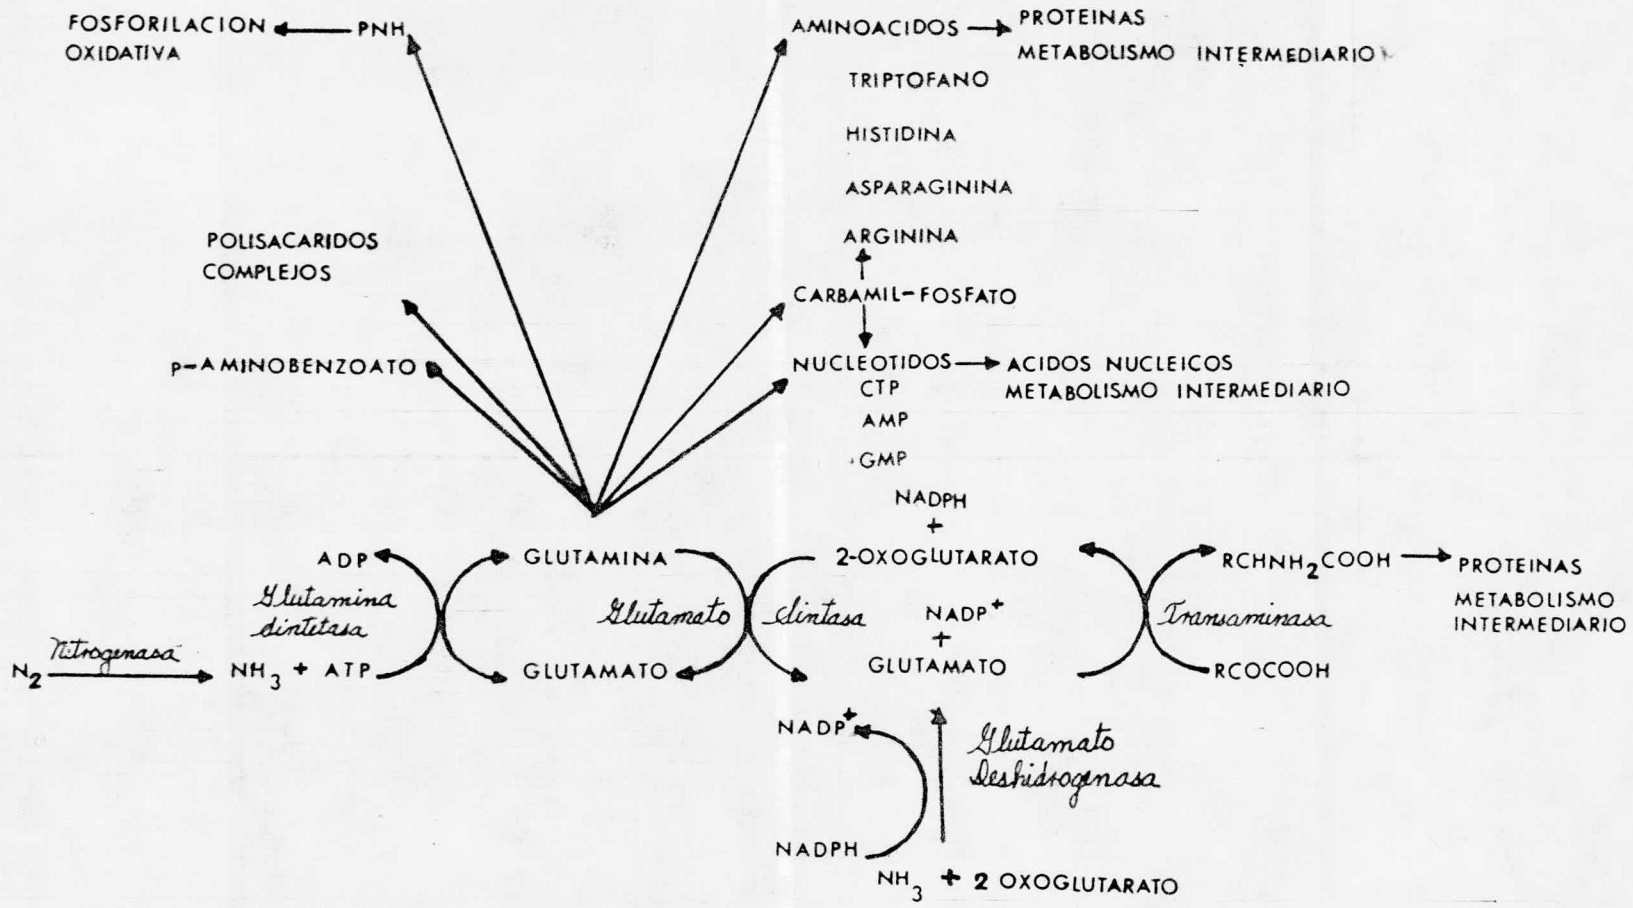 FOSFORILACION
OXIDATIVA
PNH
AMINOACIDOS
PROTEINAS
METABOLISMO INTERMEDIARIO
TRIPTOFANO
HISTIDINA
ASPARAGININA
ARGININA
POLISACARIDOS
COMPLEJOS
CARBAMIL-FOSFATO
P-AMINOBENZOATO
NUCLEOTIDOS
ACIDOS NUCLEICOS
METABOLISMO INTERMEDIARIO
CTP
AMP
GMP
NADPH
+
ADP
GLUTAMINA
2-OXOGLUTARATO
RCHNH2COOH
PROTEINAS
METABOLISMO
INTERMEDIARIO
Glutamina
sintetasa
Glutamato sintasa
NADP+
+
Transaminasa
Nitrogenasa
N2
NH3 + ATP
GLUTAMATO
GLUTAMATO
RCOCOOH
NADP+
Glutamato
Deshidrogenasa
NADPH
NH3 + 2 OXOGLUTARATO